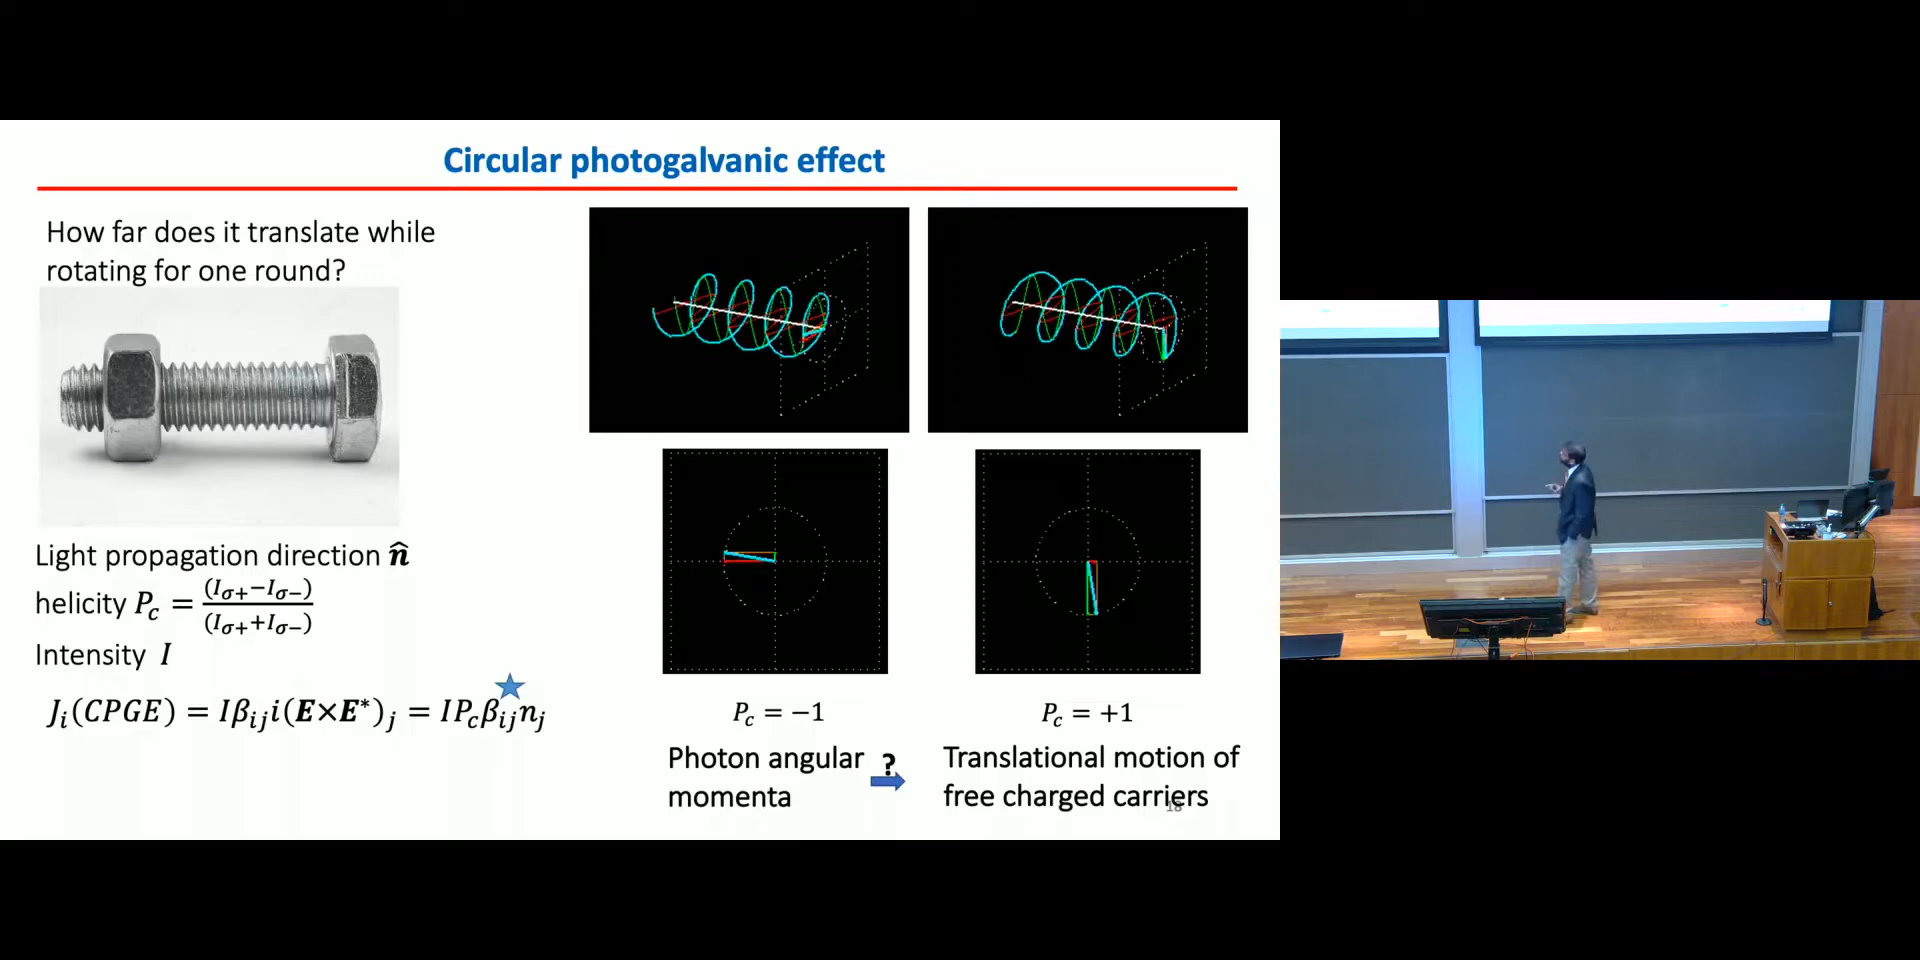 Circular photogalvanic effect
How far does it translate while
rotating for one round?
Light propagation direction n̂
helicity P_c = (I_σ+ − I_σ−) / (I_σ+ + I_σ−)
Intensity I
J_i(CPGE) = Iβ_ij i(E×E*)_j = IP_cβ_ij n_j
P_c = −1
P_c = +1
Photon angular
momenta
?
Translational motion of
free charged carriers
18